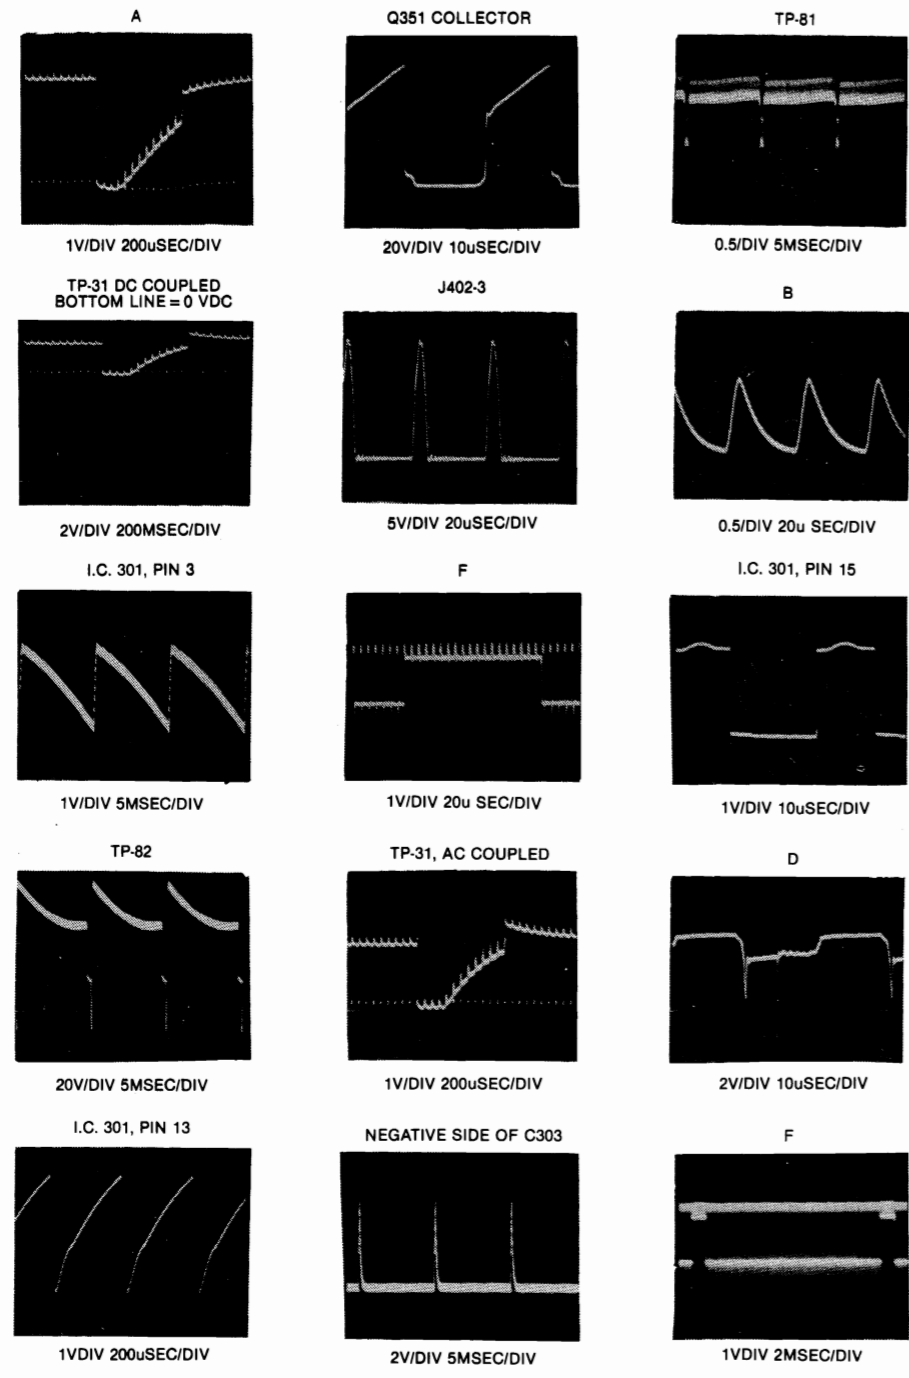 A
Q351 COLLECTOR
TP-81
1V/DIV 200uSEC/DIV
20V/DIV 10uSEC/DIV
0.5/DIV 5MSEC/DIV
TP-31 DC COUPLED
BOTTOM LINE = 0 VDC
J402-3
B
2V/DIV 200MSEC/DIV
5V/DIV 20uSEC/DIV
0.5/DIV 20u SEC/DIV
I.C. 301, PIN 3
F
I.C. 301, PIN 15
1V/DIV 5MSEC/DIV
1V/DIV 20u SEC/DIV
1V/DIV 10uSEC/DIV
TP-82
TP-31, AC COUPLED
D
20V/DIV 5MSEC/DIV
1V/DIV 200uSEC/DIV
2V/DIV 10uSEC/DIV
I.C. 301, PIN 13
NEGATIVE SIDE OF C303
F
1VDIV 200uSEC/DIV
2V/DIV 5MSEC/DIV
1VDIV 2MSEC/DIV